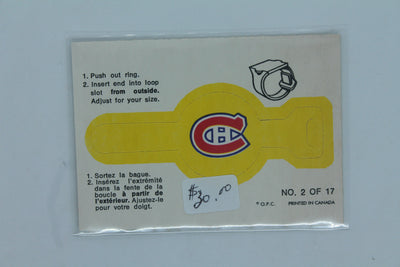 1. Push out ring.
2. Insert end into loop
slot from outside.
Adjust for your size.
CH
1. Sortez la bague.
2. Insérez l'extrémité
dans la fente de la
boucle à partir de
l'extérieur. Ajustez-le
pour votre doigt.
$30.00
NO. 2 OF 17
© O.P.C. PRINTED IN CANADA